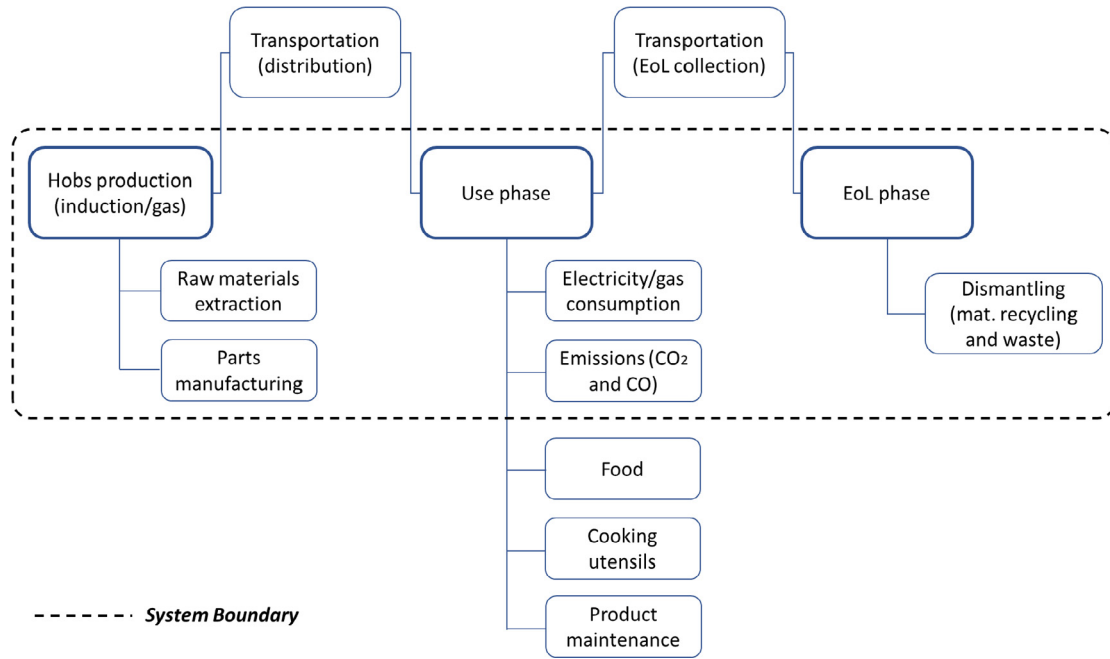 Transportation
(distribution)
Transportation
(EoL collection)
Hobs production
(induction/gas)
Use phase
EoL phase
Raw materials
extraction
Parts
manufacturing
Electricity/gas
consumption
Emissions (CO₂
and CO)
Dismantling
(mat. recycling
and waste)
Food
Cooking
utensils
Product
maintenance
System Boundary